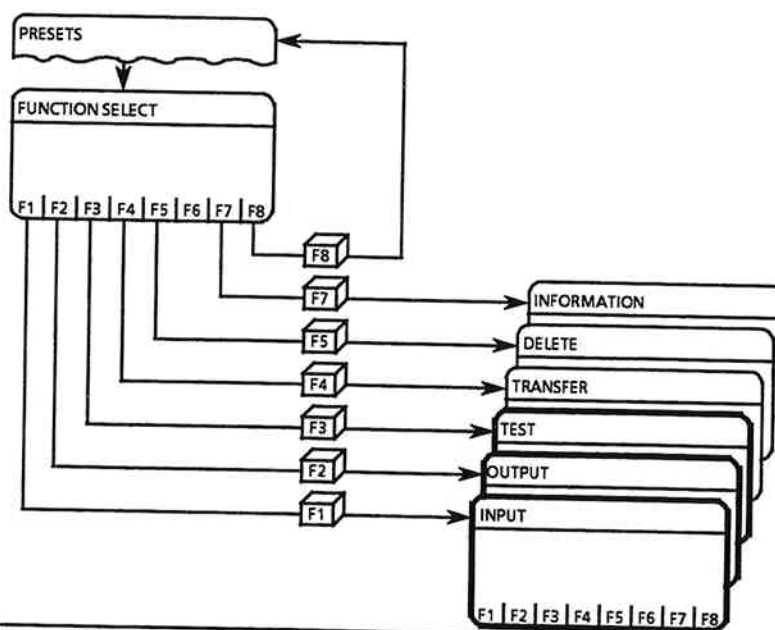 PRESETS
FUNCTION SELECT
F1 F2 F3 F4 F5 F6 F7 F8
F8
F7
INFORMATION
F5
DELETE
F4
TRANSFER
F3
TEST
F2
OUTPUT
F1
INPUT
F1 F2 F3 F4 F5 F6 F7 F8